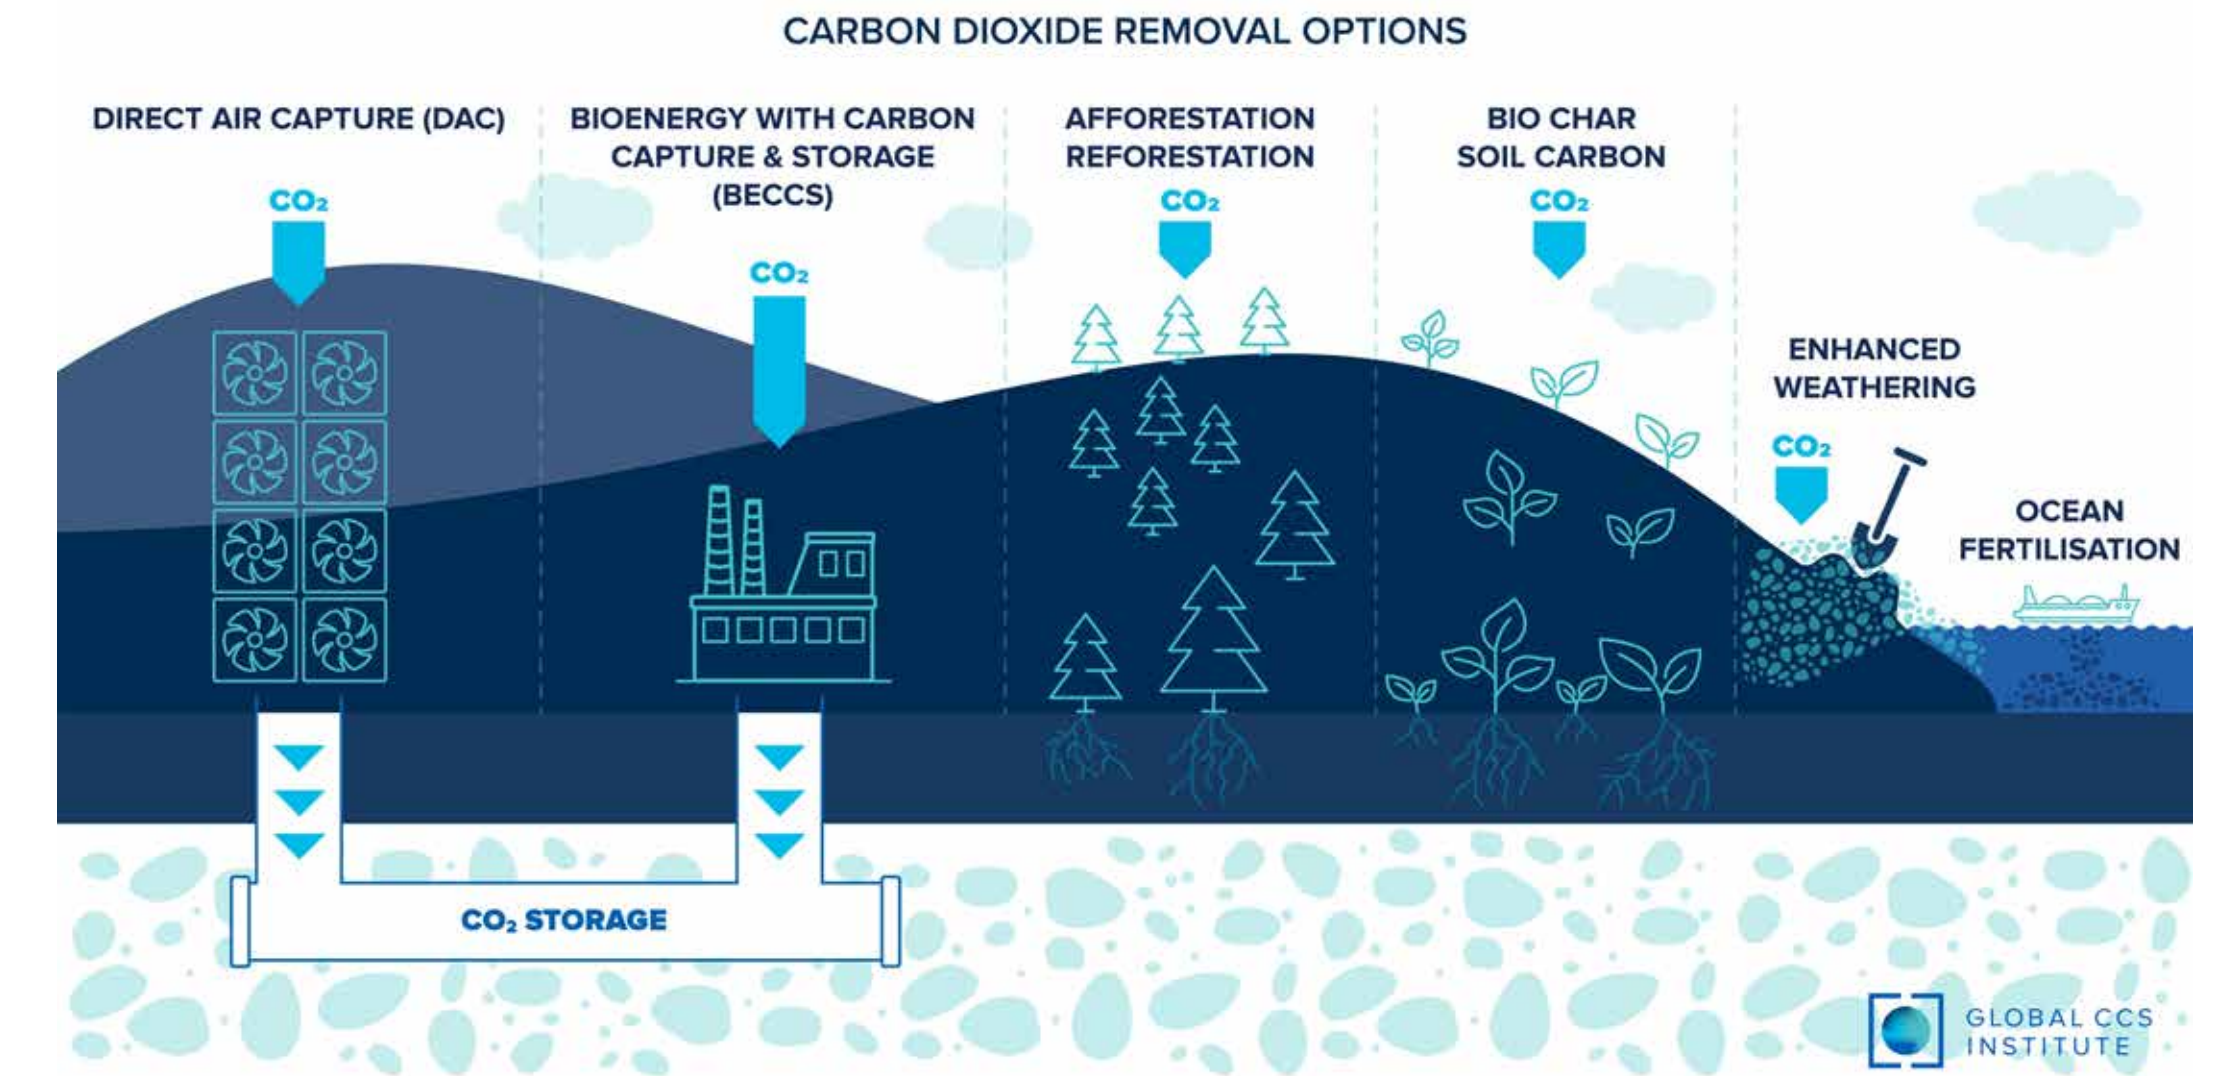 CARBON DIOXIDE REMOVAL OPTIONS
DIRECT AIR CAPTURE (DAC)
CO₂
BIOENERGY WITH CARBON
CAPTURE & STORAGE
(BECCS)
CO₂
AFFORESTATION
REFORESTATION
CO₂
BIO CHAR
SOIL CARBON
CO₂
ENHANCED
WEATHERING
CO₂
OCEAN
FERTILISATION
CO₂ STORAGE
GLOBAL CCS
INSTITUTE